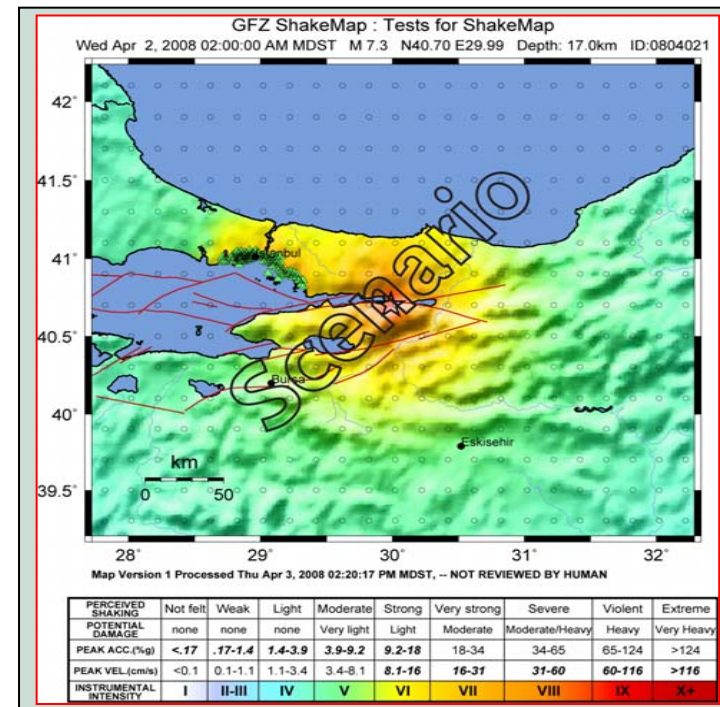 GFZ ShakeMap : Tests for ShakeMap
Wed Apr 2, 2008 02:00:00 AM MDST M 7.3 N40.70 E29.99 Depth: 17.0km ID:0804021
42˚
41.5˚
41˚
40.5˚
40˚
39.5˚
Scenario
Bursa
Eskisehir
km
0 50
28˚ 29˚ 30˚ 31˚ 32˚
Map Version 1 Processed Thu Apr 3, 2008 02:20:17 PM MDST, -- NOT REVIEWED BY HUMAN
PERCEIVED SHAKING Not felt Weak Light Moderate Strong Very strong Severe Violent Extreme
POTENTIAL DAMAGE none none none Very light Light Moderate Moderate/Heavy Heavy Very Heavy
PEAK ACC.(%g) <.17 .17-1.4 1.4-3.9 3.9-9.2 9.2-18 18-34 34-65 65-124 >124
PEAK VEL.(cm/s) <0.1 0.1-1.1 1.1-3.4 3.4-8.1 8.1-16 16-31 31-60 60-116 >116
INSTRUMENTAL INTENSITY I II-III IV V VI VII VIII IX X+